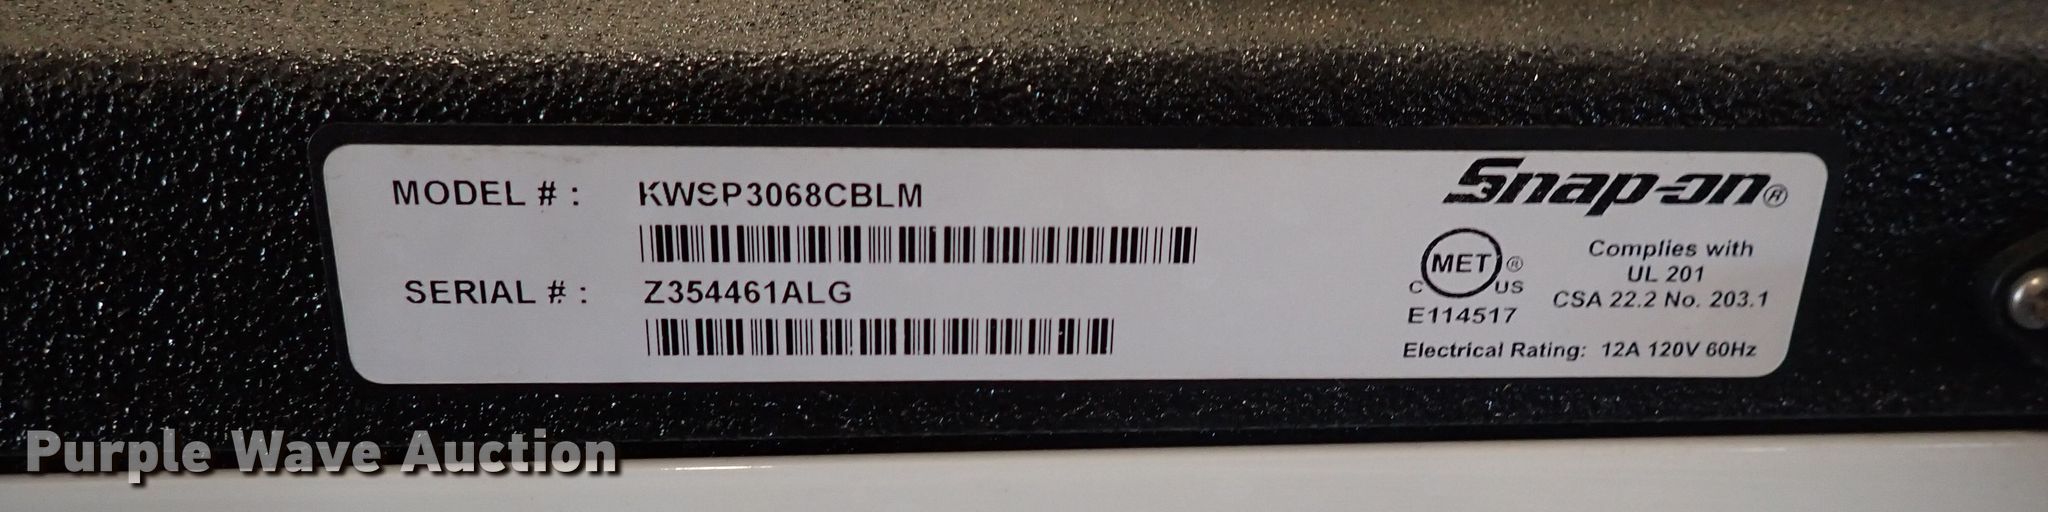 MODEL # : KWSP3068CBLM
SERIAL # : Z354461ALG
Snap-on®
MET®
C US
E114517
Complies with
UL 201
CSA 22.2 No. 203.1
Electrical Rating: 12A 120V 60Hz
Purple Wave Auction